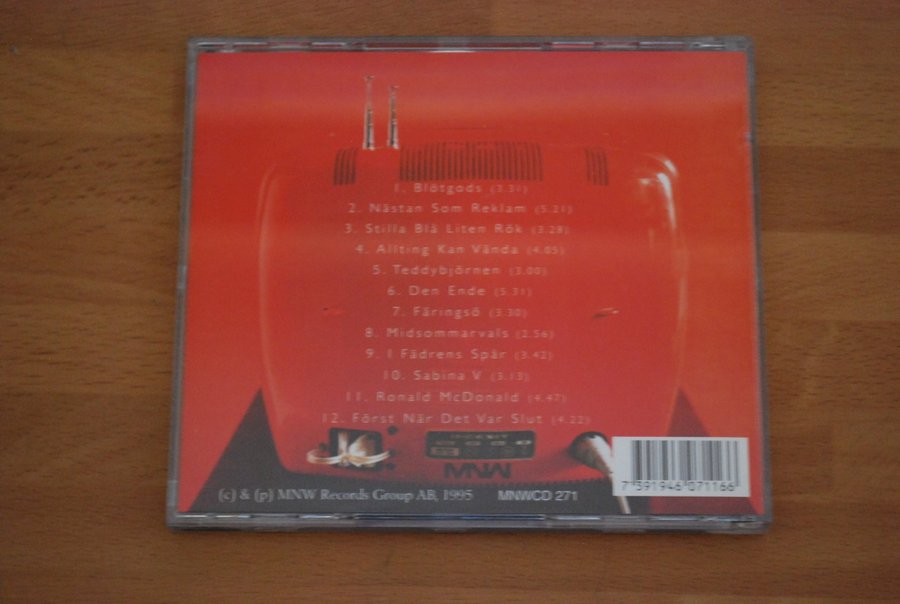 1. Blötgods (3.31)
2. Nästan Som Reklam (5.21)
3. Stilla Blå Liten Rök (3.28)
4. Allting Kan Vända (4.05)
5. Teddybjörnen (3.00)
6. Den Ende (5.31)
7. Färingsö (3.30)
8. Midsommarvals (2.56)
9. I Fädrens Spår (3.42)
10. Sabina.V (3.13)
11. Ronald McDonald (4.47)
12. Först När Det Var Slut (4.22)
MNW
(c) & (p) MNW Records Group AB, 1995 MNWCD 271
7 391946 071166